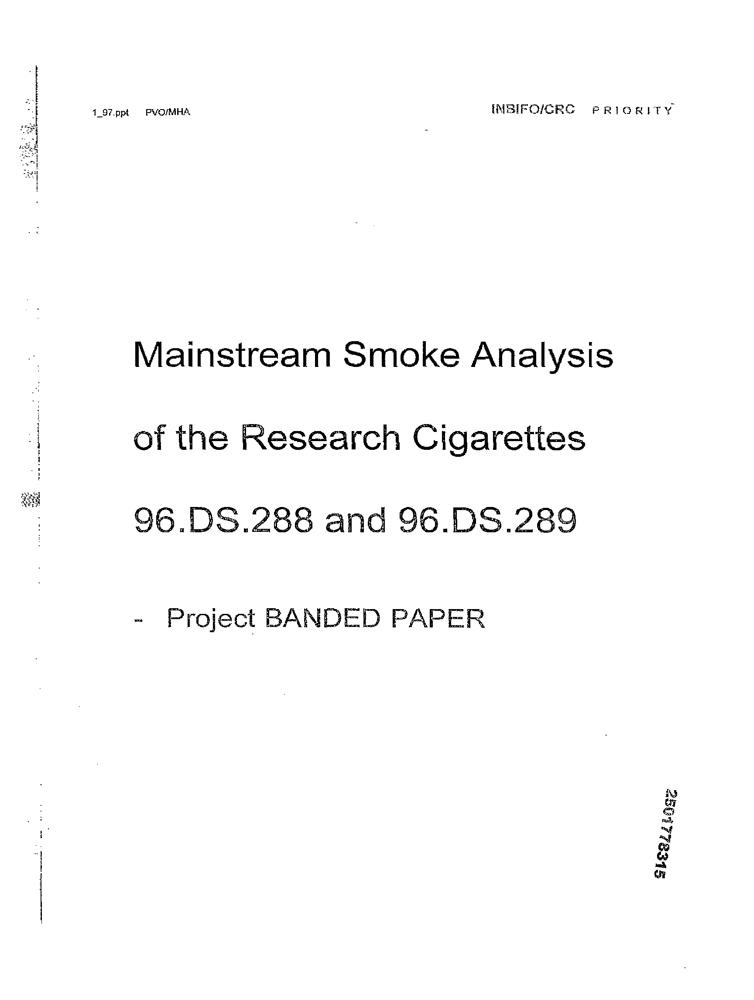 1_97.ppt PVO/MHA INBIFO/CRC PRIORITY
Mainstream Smoke Analysis
of the Research Cigarettes
96.DS.288 and 96.DS.289
- Project BANDED PAPER
2501778315